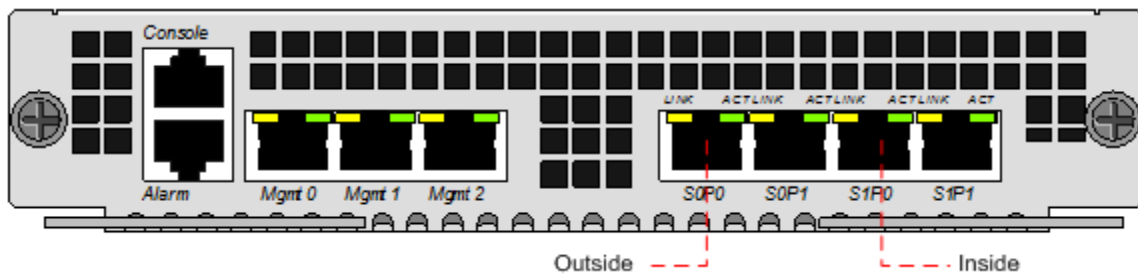 Console
LINK ACT LINK ACT LINK ACT LINK ACT
Alarm Mgmt 0 Mgmt 1 Mgmt 2 S0P0 S0P1 S1P0 S1P1
Outside Inside